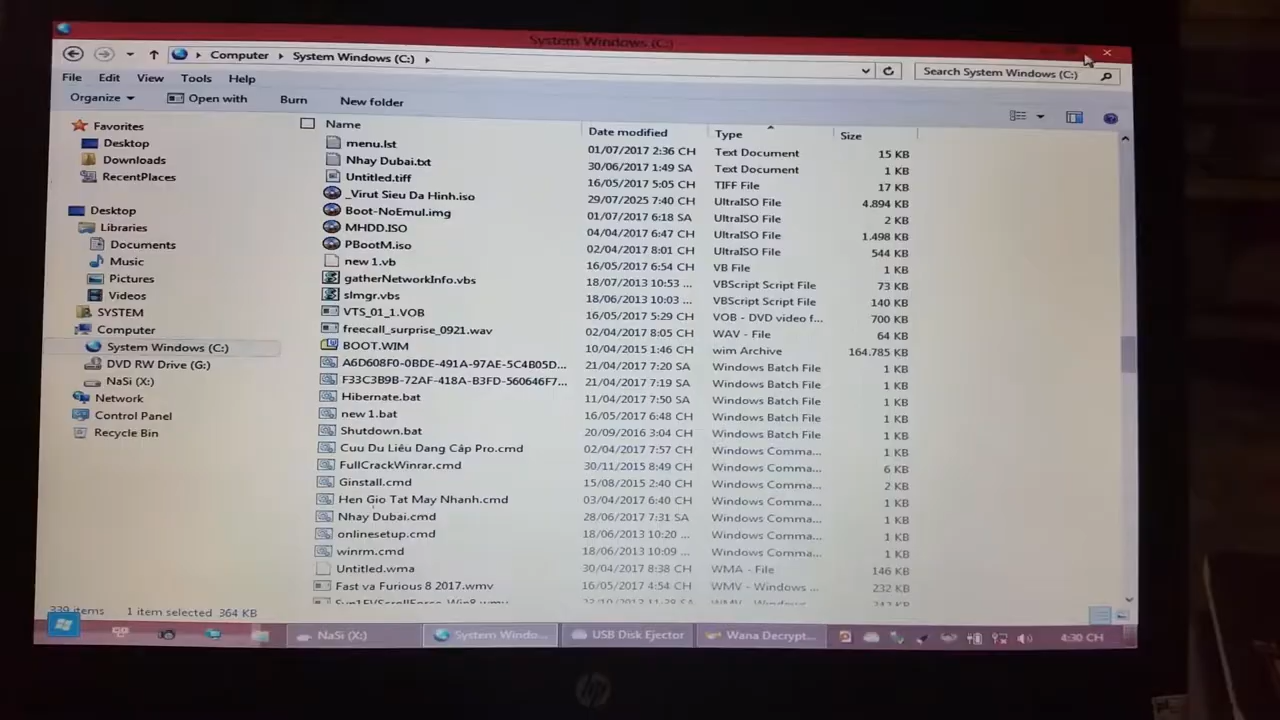 System Windows (C:)
Computer System Windows (C:)
Search System Windows (C:)
File Edit View Tools Help
Organize Open with Burn New folder
Favorites
Desktop
Downloads
RecentPlaces
Desktop
Libraries
Documents
Music
Pictures
Videos
SYSTEM
Computer
System Windows (C:)
DVD RW Drive (G:)
NaSi (X:)
Network
Control Panel
Recycle Bin
Name Date modified Type Size
menu.lst 01/07/2017 2:36 CH Text Document 15 KB
Nhay Dubai.txt 30/06/2017 1:49 SA Text Document 1 KB
Untitled.tiff 16/05/2017 5:05 CH TIFF File 17 KB
_Virut Sieu Da Hinh.iso 29/07/2025 7:40 CH UltraISO File 4.894 KB
Boot-NoEmul.img 01/07/2017 6:18 SA UltraISO File 2 KB
MHDD.ISO 04/04/2017 6:47 CH UltraISO File 1.498 KB
PBootM.iso 02/04/2017 8:01 CH UltraISO File 544 KB
new 1.vb 16/05/2017 6:54 CH VB File 1 KB
gatherNetworkInfo.vbs 18/07/2013 10:53 ... VBScript Script File 73 KB
slmgr.vbs 18/06/2013 10:03 ... VBScript Script File 140 KB
VTS_01_1.VOB 16/05/2017 5:29 CH VOB - DVD video f... 700 KB
freecall_surprise_0921.wav 02/04/2017 8:05 CH WAV - File 64 KB
BOOT.WIM 10/04/2015 1:46 CH wim Archive 164.785 KB
A6D608F0-0BDE-491A-97AE-5C4B05D... 21/04/2017 7:20 SA Windows Batch File 1 KB
F33C3B9B-72AF-418A-B3FD-560646F7... 21/04/2017 7:19 SA Windows Batch File 1 KB
Hibernate.bat 11/04/2017 7:50 SA Windows Batch File 1 KB
new 1.bat 16/05/2017 6:48 CH Windows Batch File 1 KB
Shutdown.bat 20/09/2016 3:04 CH Windows Batch File 1 KB
Cuu Du Liêu Dang Câp Pro.cmd 02/04/2017 7:57 CH Windows Comma... 1 KB
FullCrackWinrar.cmd 30/11/2015 8:49 CH Windows Comma... 6 KB
Ginstall.cmd 15/08/2015 2:40 CH Windows Comma... 2 KB
Hen Gio Tat May Nhanh.cmd 03/04/2017 6:40 CH Windows Comma... 1 KB
Nhay Dubai.cmd 28/06/2017 7:31 SA Windows Comma... 1 KB
onlinesetup.cmd 18/06/2013 10:20 ... Windows Comma... 1 KB
winrm.cmd 18/06/2013 10:09 ... Windows Comma... 1 KB
Untitled.wma 30/04/2017 8:38 CH WMA - File 146 KB
Fast va Furious 8 2017.wmv 16/05/2017 4:54 CH WMV - Windows ... 232 KB
339 items 1 item selected 364 KB
NaSi (X:) System Windo... USB Disk Ejector Wana Decrypt... 4:30 CH
hp